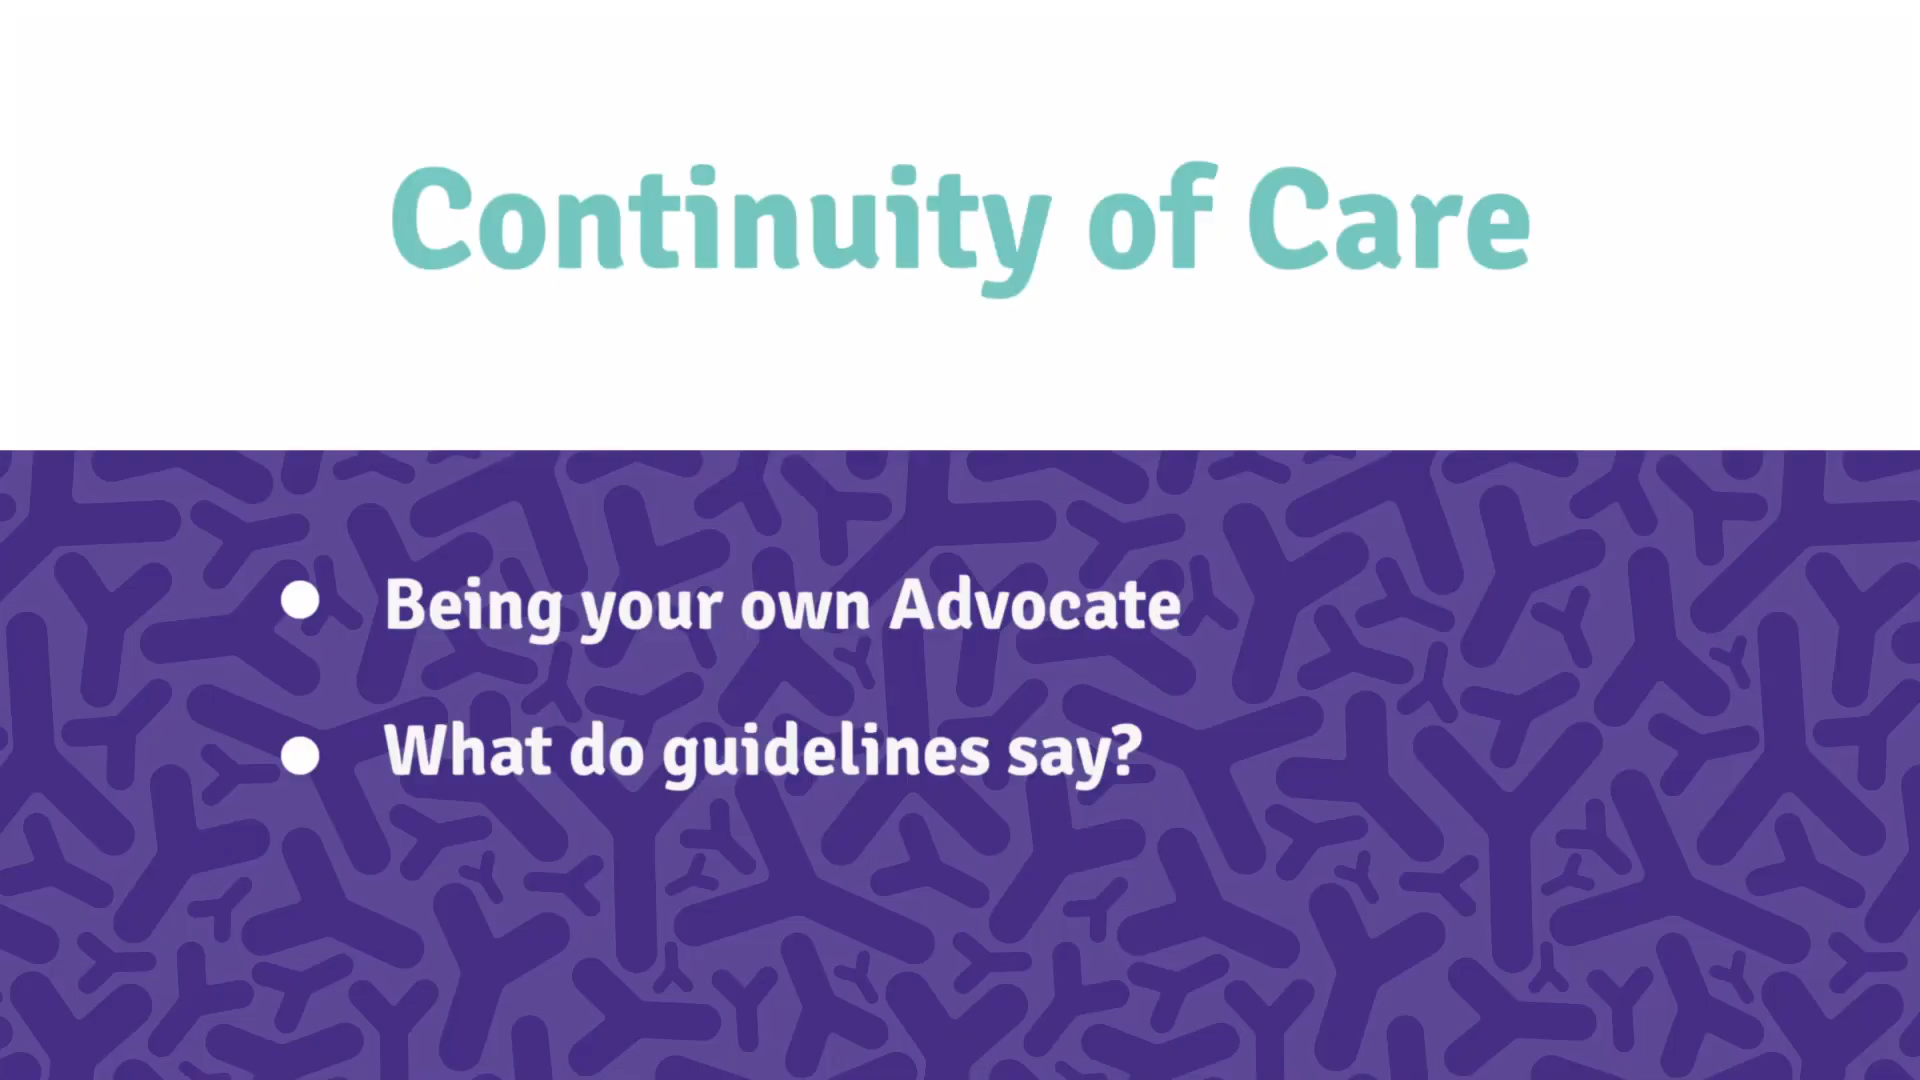 Continuity of Care
Being your own Advocate
What do guidelines say?